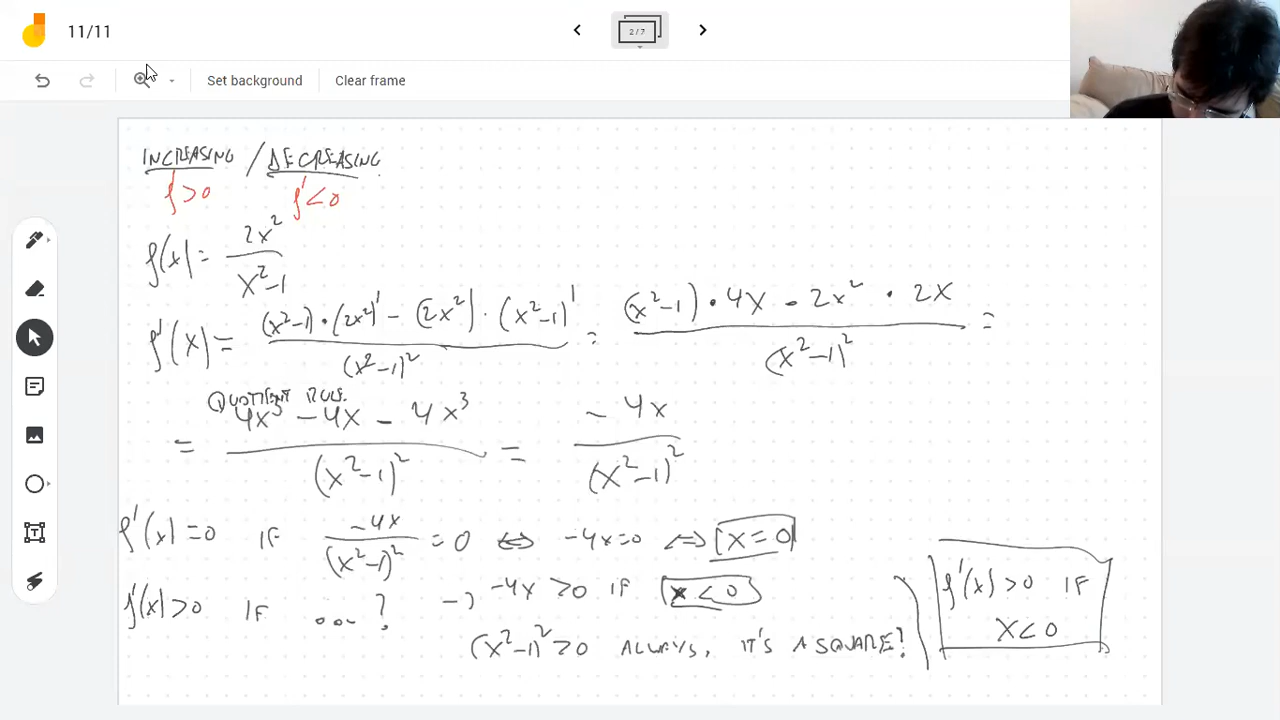 11/11
2/7
Set background
Clear frame
INCREASING / DECREASING
f'>0 f'<0
f(x) = 2x²/(x²-1)
f'(x) = ((x²-1)·(2x²)' - (2x²)·(x²-1)')/(x²-1)² = ((x²-1)·4x - 2x²·2x)/(x²-1)² =
QUOTIENT RULE
= (4x³-4x-4x³)/(x²-1)² = -4x/(x²-1)²
f'(x)=0 IF -4x/(x²-1)² = 0 ⇔ -4x=0 ⇔ x=0
f'(x)>0 IF ...? → -4x>0 IF x<0
(x²-1)²>0 ALWAYS, IT'S A SQUARE!
f'(x)>0 IF
x<0